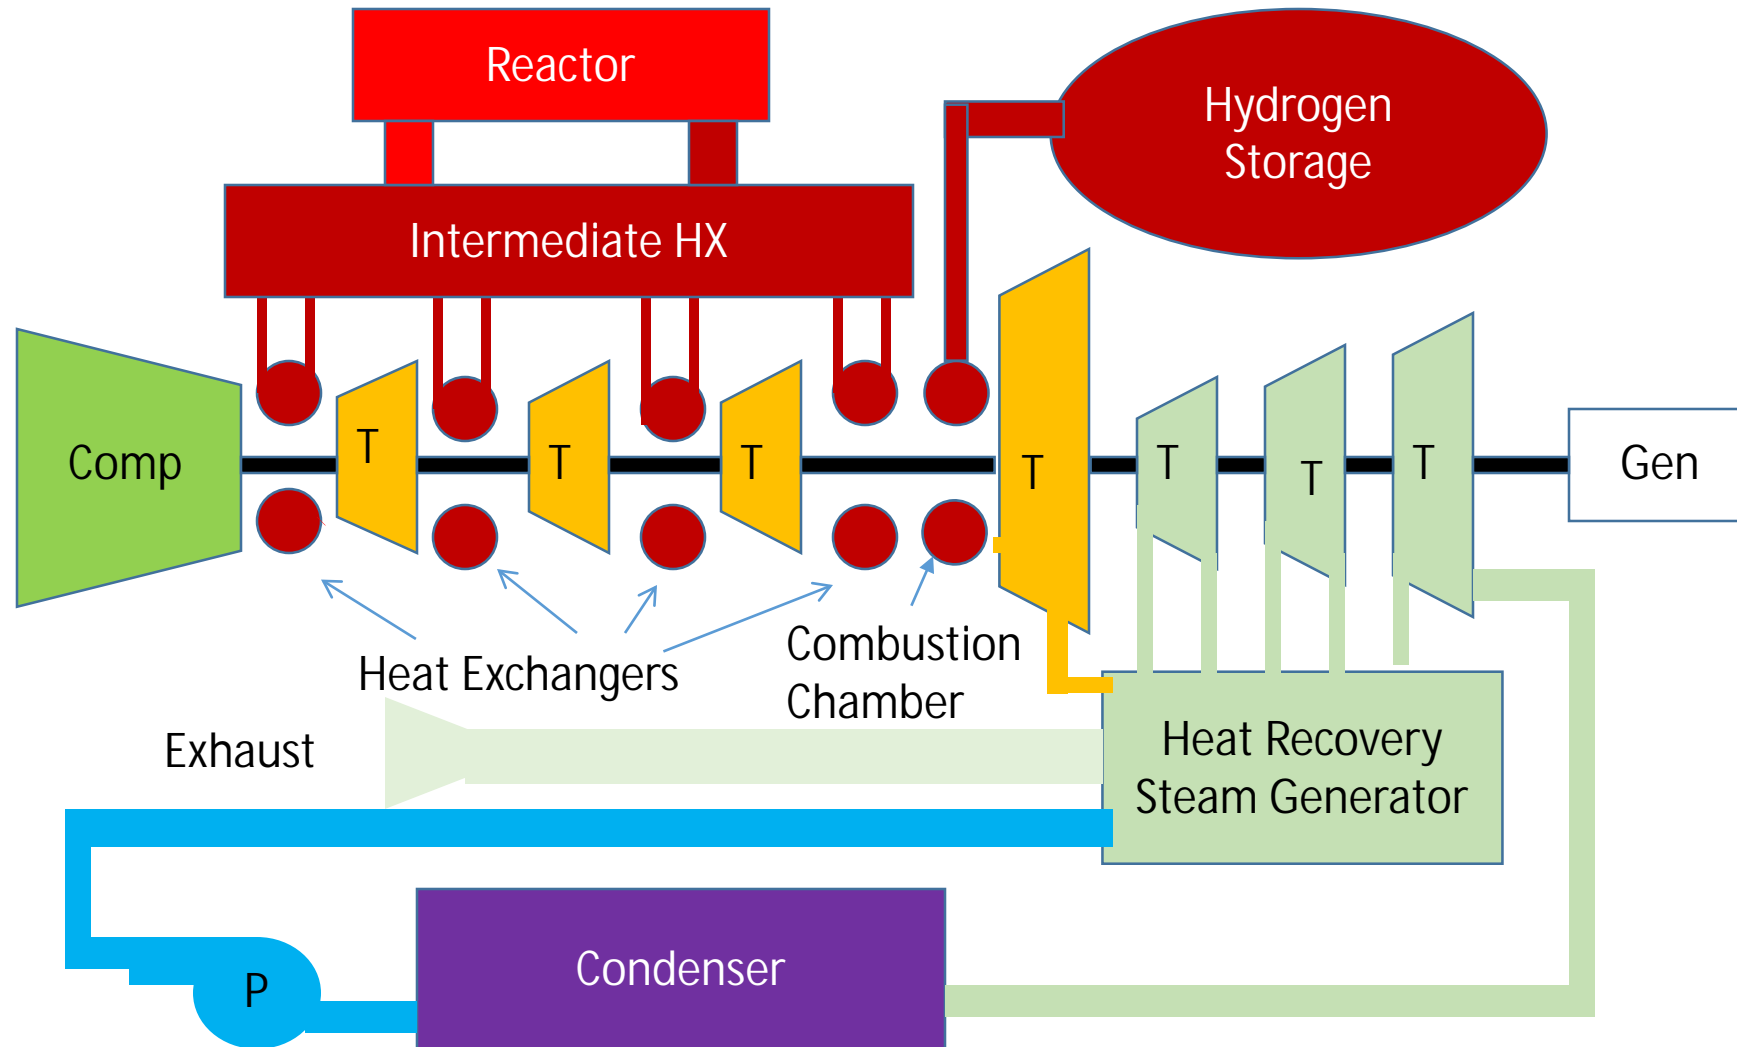 Reactor
Hydrogen
Storage
Intermediate HX
Comp
T
T
T
T
T
T
T
Gen
Heat Exchangers
Combustion
Chamber
Exhaust
Heat Recovery
Steam Generator
Condenser
P